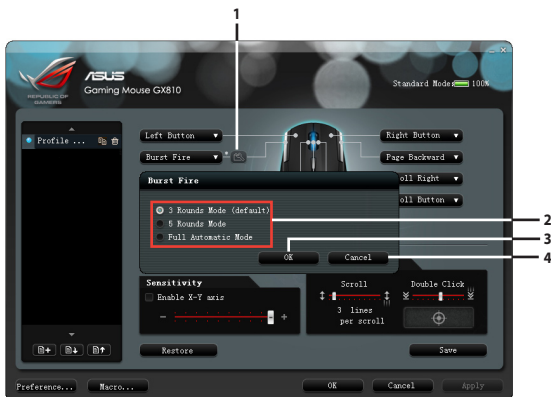 1
REPUBLIC OF
GAMERS
ASUS
Gaming Mouse GX810
Standard Mode 100%
Profile ...
Left Button
Right Button
Burst Fire
Page Backward
oll Right
oll Button
Burst Fire
3 Rounds Mode (default)
5 Rounds Mode
Full Automatic Mode
2
OK
3
Cancel
4
Sensitivity
Enable X-Y axis
Scroll
3 lines
per scroll
Double Click
Restore
Save
Preference...
Macro...
OK
Cancel
Apply